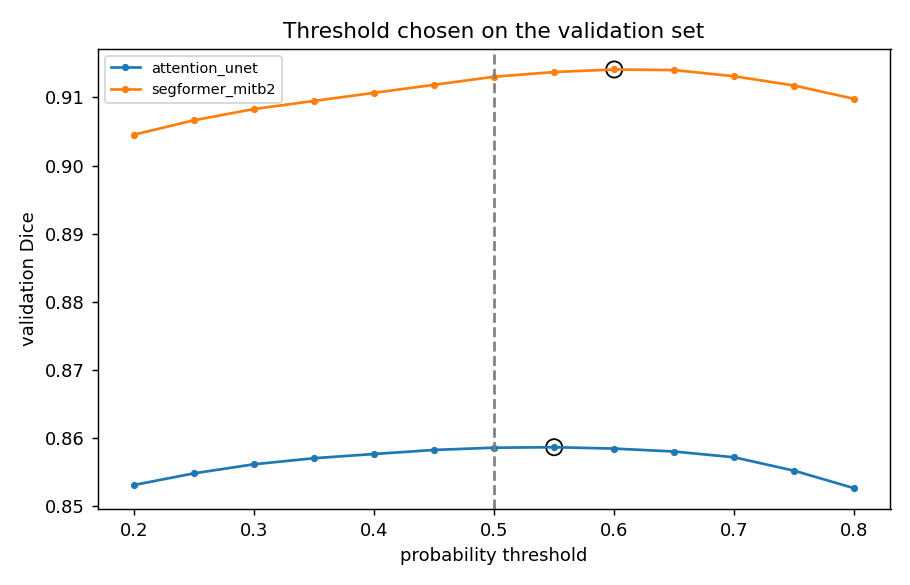 Threshold chosen on the validation set
attention_unet
segformer_mitb2
validation Dice
0.91
0.90
0.89
0.88
0.87
0.86
0.85
0.2 0.3 0.4 0.5 0.6 0.7 0.8
probability threshold